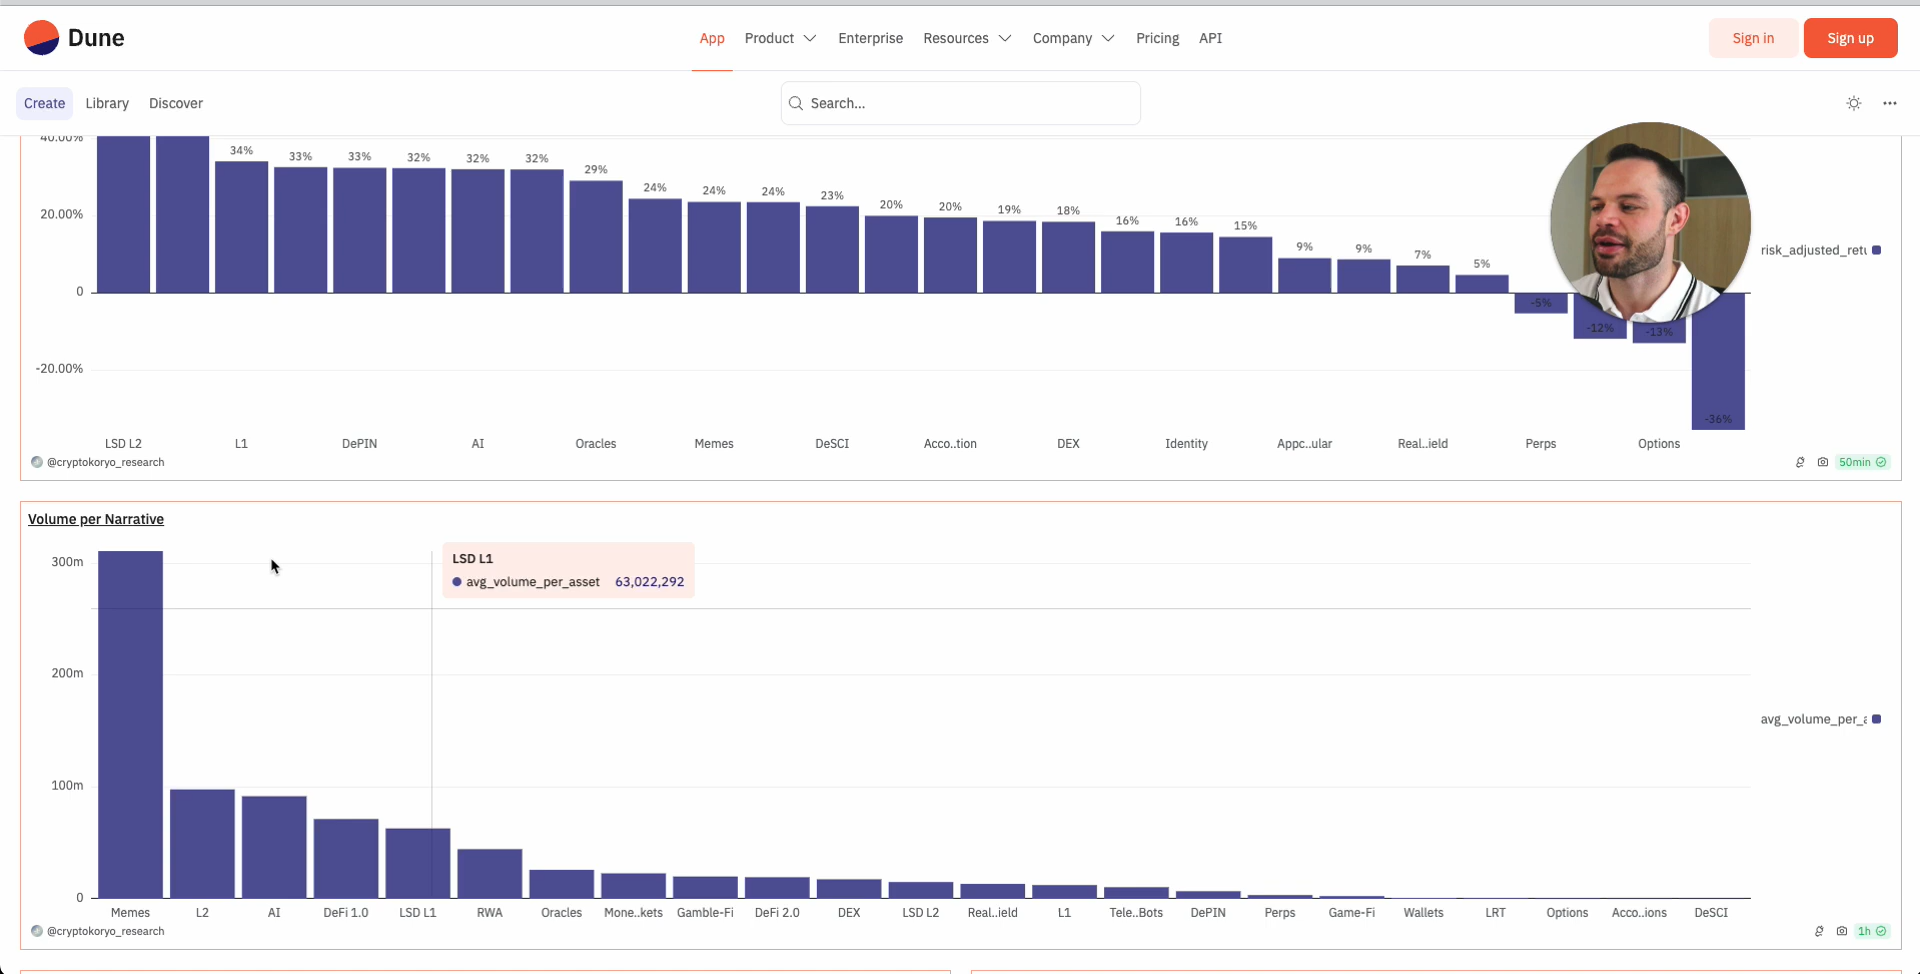 Dune
App Product Enterprise Resources Company Pricing API
Sign in Sign up
Create Library Discover
Search...
40.00%
34% 33% 33% 32% 32% 32% 29% 24% 24% 24% 23% 20% 20% 19% 18% 16% 16% 15% 9% 9% 7% 5%
20.00%
risk_adjusted_retu
0
-5% -12% -13%
-20.00%
-36%
LSD L2 L1 DePIN AI Oracles Memes DeSCI Acco..tion DEX Identity Appc..ular Real..ield Perps Options
@cryptokoryo_research 50min
Volume per Narrative
300m
LSD L1
avg_volume_per_asset 63,022,292
200m
avg_volume_per_a
100m
0
Memes L2 AI DeFi 1.0 LSD L1 RWA Oracles Mone..kets Gamble-Fi DeFi 2.0 DEX LSD L2 Real..ield L1 Tele..Bots DePIN Perps Game-Fi Wallets LRT Options Acco..ions DeSCI
@cryptokoryo_research 1h